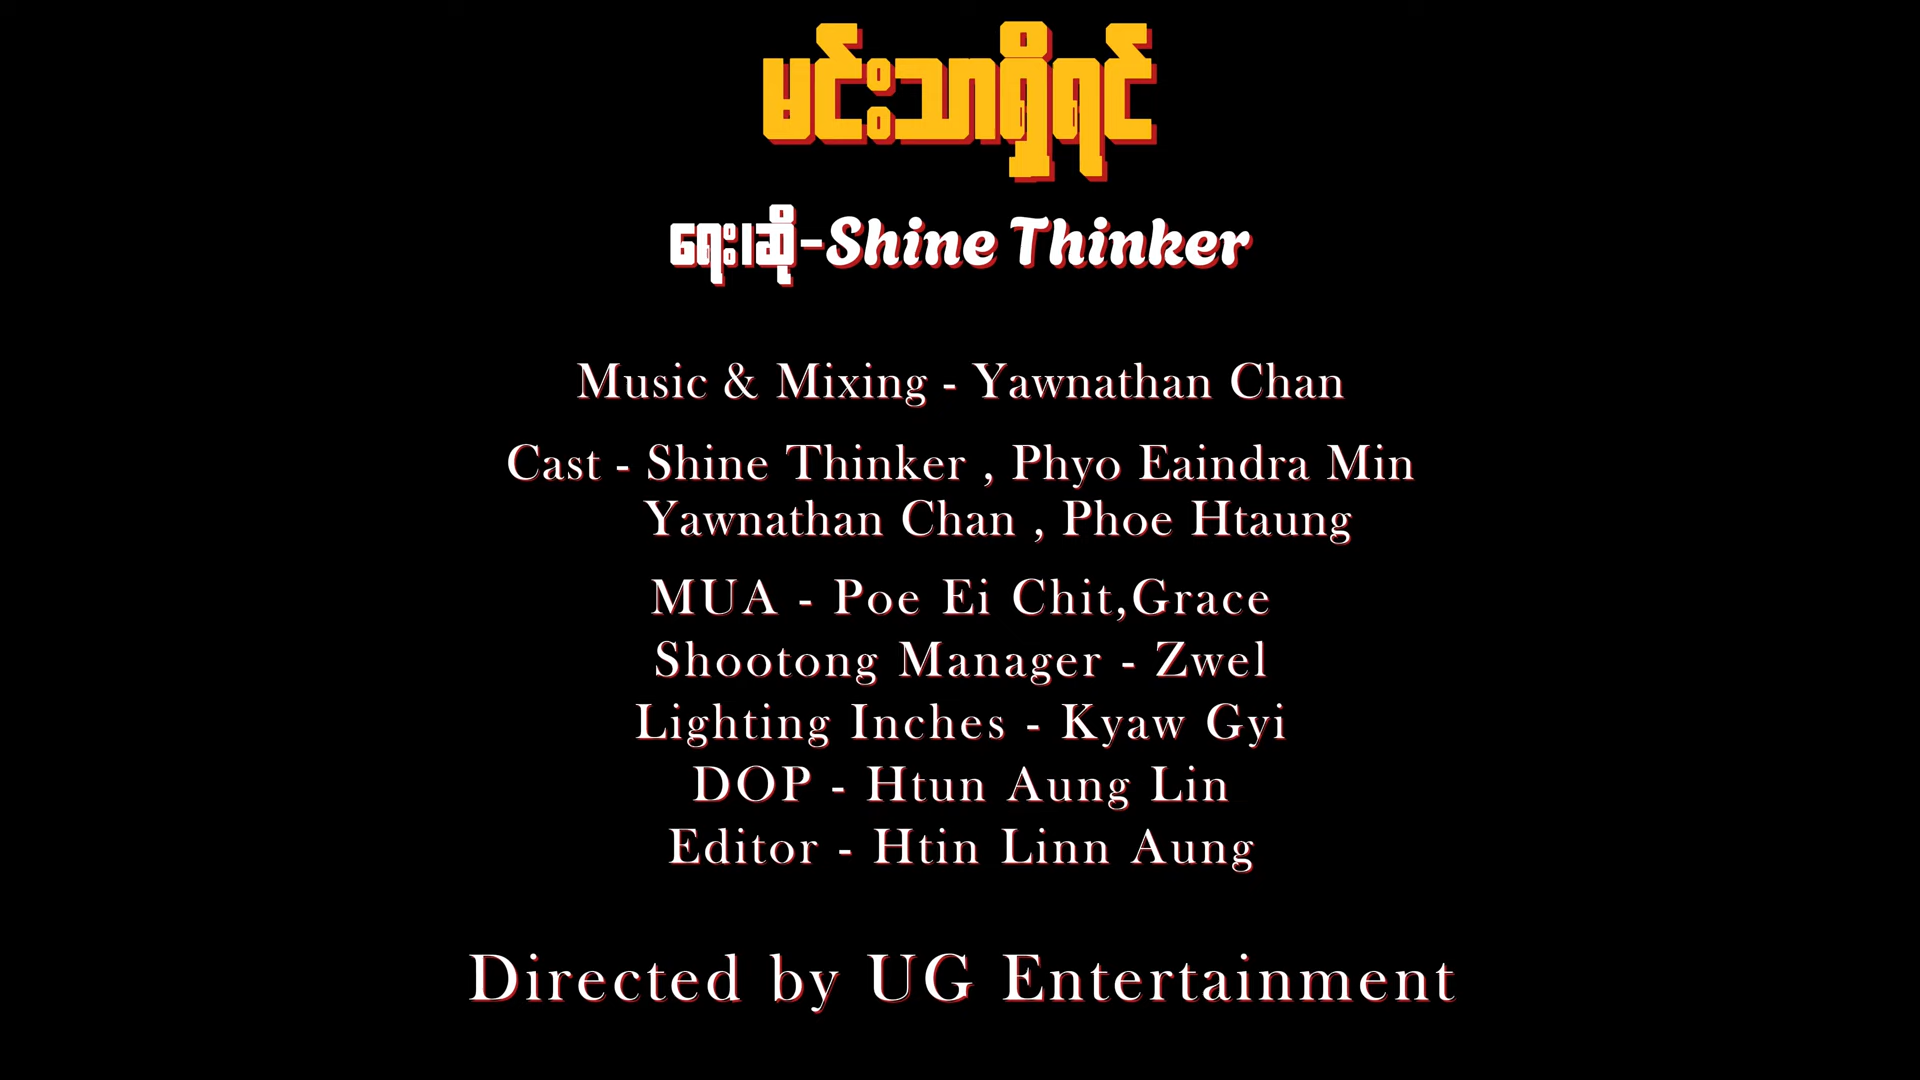 မင်းသာရှိရင်
ရေး၊ဆို-Shine Thinker
Music & Mixing - Yawnathan Chan
Cast - Shine Thinker , Phyo Eaindra Min
Yawnathan Chan , Phoe Htaung
MUA - Poe Ei Chit,Grace
Shootong Manager - Zwel
Lighting Inches - Kyaw Gyi
DOP - Htun Aung Lin
Editor - Htin Linn Aung
Directed by UG Entertainment